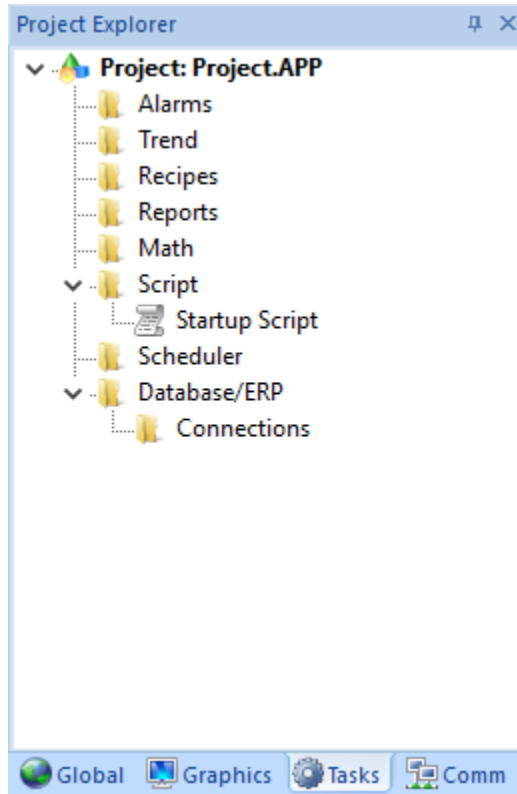 Project Explorer
Project: Project.APP
Alarms
Trend
Recipes
Reports
Math
Script
Startup Script
Scheduler
Database/ERP
Connections
Global Graphics Tasks Comm